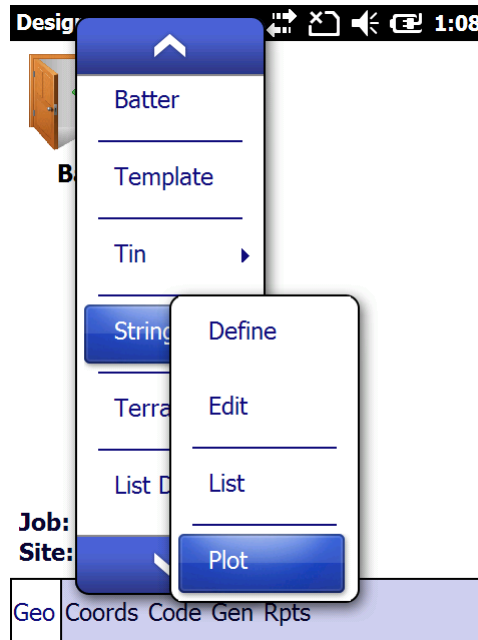 Desig
1:08
Batter
Template
Tin
String
Define
Terra
Edit
List D
List
Job:
Site:
Plot
Geo Coords Code Gen Rpts